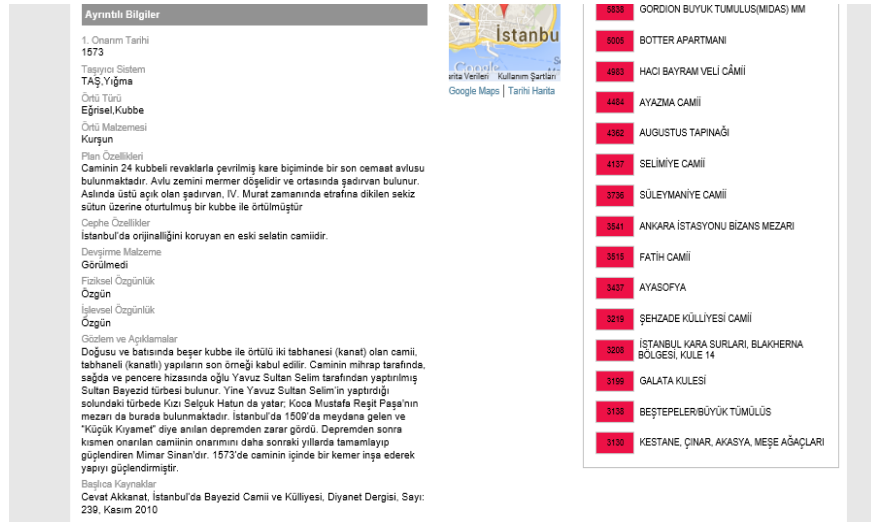 Ayrıntılı Bilgiler
1. Onarım Tarihi
1573
Taşıyıcı Sistem
TAŞ,Yığma
Örtü Türü
Eğrisel,Kubbe
Örtü Malzemesi
Kurşun
Plan Özellikleri
Caminin 24 kubbeli revaklarla çevrilmiş kare biçiminde bir son cemaat avlusu
bulunmaktadır. Avlu zemini mermer döşelidir ve ortasında şadırvan bulunur.
Aslında üstü açık olan şadırvan, IV. Murat zamanında etrafına dikilen sekiz
sütun üzerine oturtulmuş bir kubbe ile örtülmüştür
Cephe Özellikler
İstanbul'da orijinalliğini koruyan en eski selatin camiidir.
Devşirme Malzeme
Görülmedi
Fiziksel Özgünlük
Özgün
İşlevsel Özgünlük
Özgün
Gözlem ve Açıklamalar
Doğusu ve batısında beşer kubbe ile örtülü iki tabhanesi (kanat) olan camii,
tabhaneli (kanatlı) yapıların son örneği kabul edilir. Caminin mihrap tarafında,
sağda ve pencere hizasında oğlu Yavuz Sultan Selim tarafından yaptırılmış
Sultan Bayezid türbesi bulunur. Yine Yavuz Sultan Selim'in yaptırdığı
solundaki türbede Kızı Selçuk Hatun da yatar; Koca Mustafa Reşit Paşa'nın
mezarı da burada bulunmaktadır. İstanbul'da 1509'da meydana gelen ve
"Küçük Kıyamet" diye anılan depremden zarar gördü. Depremden sonra
kısmen onarılan camiinin onarımını daha sonraki yıllarda tamamlayıp
güçlendiren Mimar Sinan'dır. 1573'de caminin içinde bir kemer inşa ederek
yapıyı güçlendirmiştir.
Başlıca Kaynaklar
Cevat Akkanat, İstanbul'da Bayezid Camii ve Külliyesi, Diyanet Dergisi, Sayı:
239, Kasım 2010
İstanbu
Google
arita Verileri Kullanım Şartları
Google Maps | Tarihi Harita
5838 GORDION BÜYÜK TÜMÜLÜS(MIDAS) MM
5005 BOTTER APARTMANI
4983 HACI BAYRAM VELİ CÂMİİ
4484 AYAZMA CAMİİ
4362 AUGUSTUS TAPINAĞI
4137 SELİMİYE CAMİİ
3736 SÜLEYMANİYE CAMİİ
3541 ANKARA İSTASYONU BİZANS MEZARI
3515 FATİH CAMİİ
3437 AYASOFYA
3219 ŞEHZADE KÜLLİYESİ CAMİİ
3208 İSTANBUL KARA SURLARI, BLAKHERNA
BÖLGESİ, KULE 14
3199 GALATA KULESİ
3138 BEŞTEPELER/BÜYÜK TÜMÜLÜS
3130 KESTANE, ÇINAR, AKASYA, MEŞE AĞAÇLARI